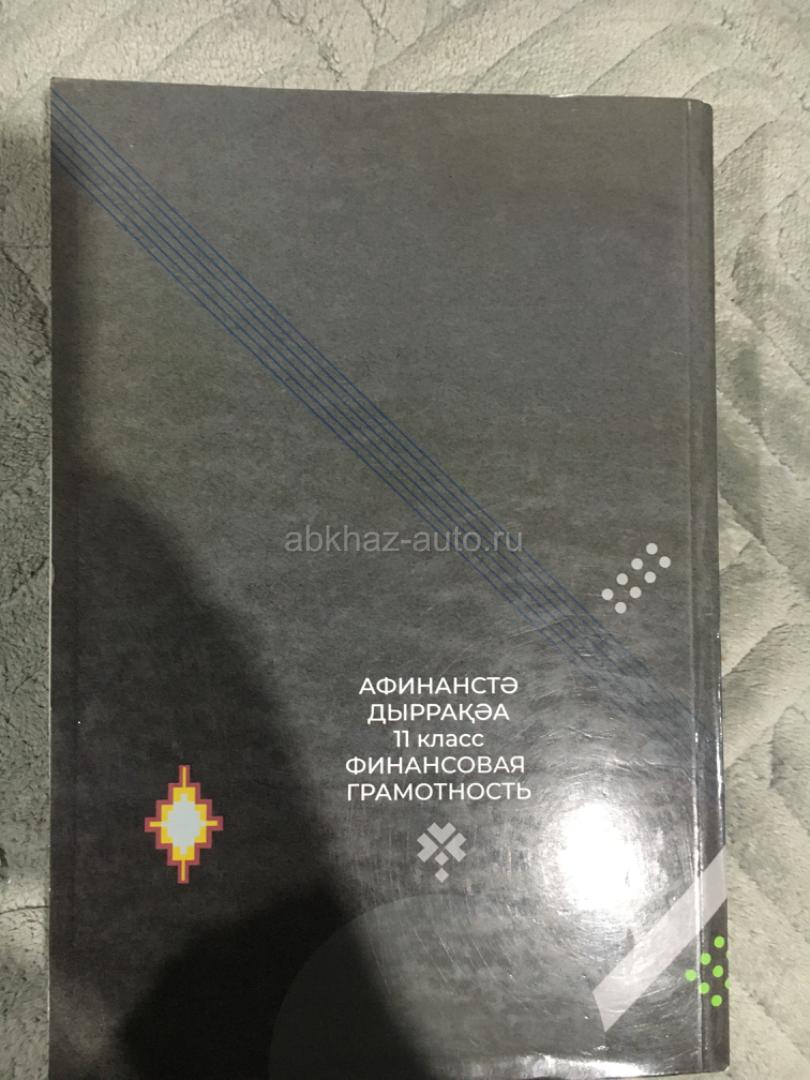 abkhaz-auto.ru
АФИНАНСТӘ
ДЫРРАҚӘА
11 класс
ФИНАНСОВАЯ
ГРАМОТНОСТЬ